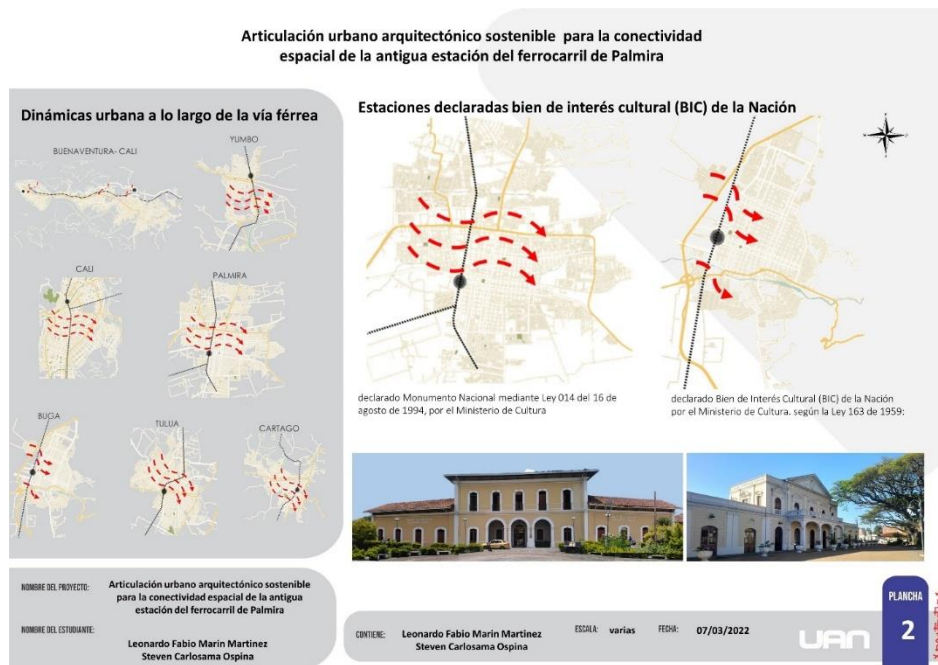 Articulación urbano arquitectónico sostenible para la conectividad
espacial de la antigua estación del ferrocarril de Palmira
Dinámicas urbana a lo largo de la vía férrea
BUENAVENTURA- CALI
YUMBO
CALI
PALMIRA
BUGA
TULUA
CARTAGO
Estaciones declaradas bien de interés cultural (BIC) de la Nación
declarado Monumento Nacional mediante Ley 014 del 16 de
agosto de 1994, por el Ministerio de Cultura
declarado Bien de Interés Cultural (BIC) de la Nación
por el Ministerio de Cultura. según la Ley 163 de 1959:
NOMBRE DEL PROYECTO:
Articulación urbano arquitectónico sostenible
para la conectividad espacial de la antigua
estación del ferrocarril de Palmira
NOMBRE DEL ESTUDIANTE:
Leonardo Fabio Marin Martinez
Steven Carlosama Ospina
CONTIENE:
Leonardo Fabio Marin Martinez
Steven Carlosama Ospina
ESCALA: varias
FECHA: 07/03/2022
UAN
PLANCHA
2